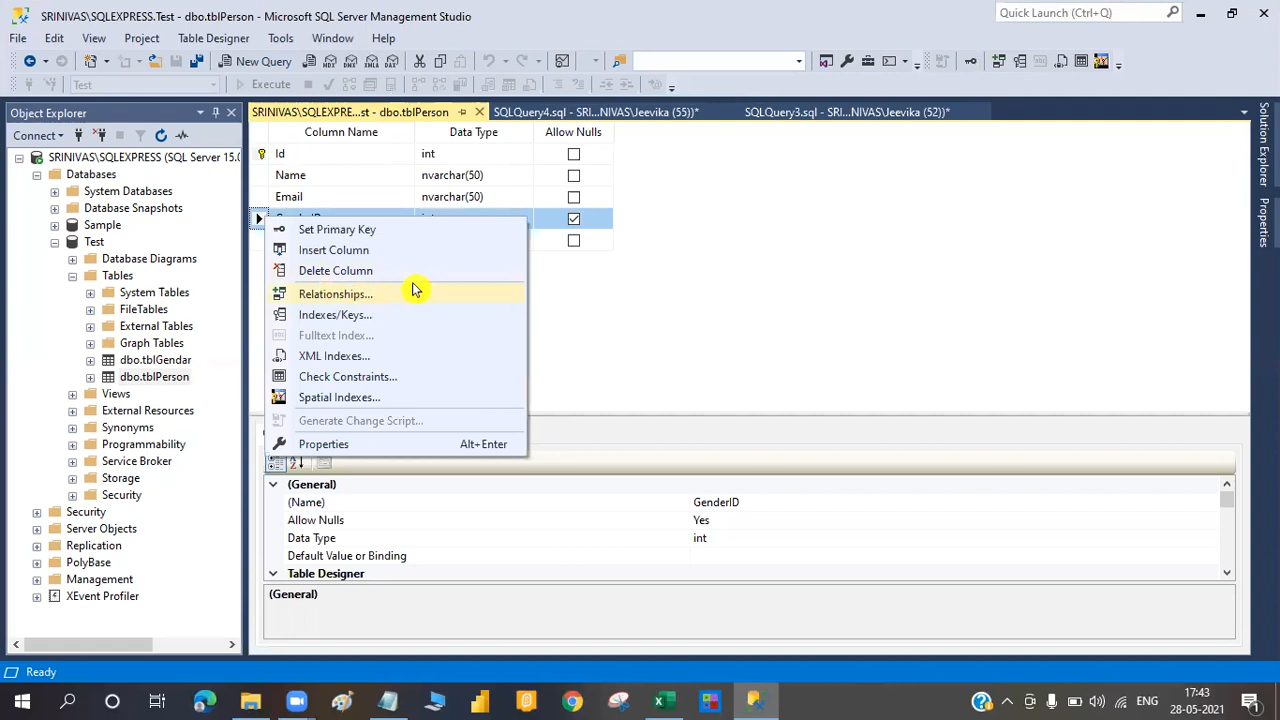 SRINIVAS\SQLEXPRESS.Test - dbo.tblPerson - Microsoft SQL Server Management Studio
Quick Launch (Ctrl+Q)
File Edit View Project Table Designer Tools Window Help
New Query
Test
Execute
Object Explorer
SRINIVAS\SQLEXPRE...st - dbo.tblPerson
SQLQuery4.sql - SRI...NIVAS\Jeevika (55))*
SQLQuery3.sql - SRI...NIVAS\Jeevika (52))*
Connect
SRINIVAS\SQLEXPRESS (SQL Server 15.0
Databases
System Databases
Database Snapshots
Sample
Test
Database Diagrams
Tables
System Tables
FileTables
External Tables
Graph Tables
dbo.tblGendar
dbo.tblPerson
Views
External Resources
Synonyms
Programmability
Service Broker
Storage
Security
Security
Server Objects
Replication
PolyBase
Management
XEvent Profiler
Column Name Data Type Allow Nulls
Id int
Name nvarchar(50)
Email nvarchar(50)
Set Primary Key
Insert Column
Delete Column
Relationships...
Indexes/Keys...
Fulltext Index...
XML Indexes...
Check Constraints...
Spatial Indexes...
Generate Change Script...
Properties Alt+Enter
(General)
(Name) GenderID
Allow Nulls Yes
Data Type int
Default Value or Binding
Table Designer
(General)
Solution Explorer
Properties
Ready
ENG
17:43
28-05-2021
1